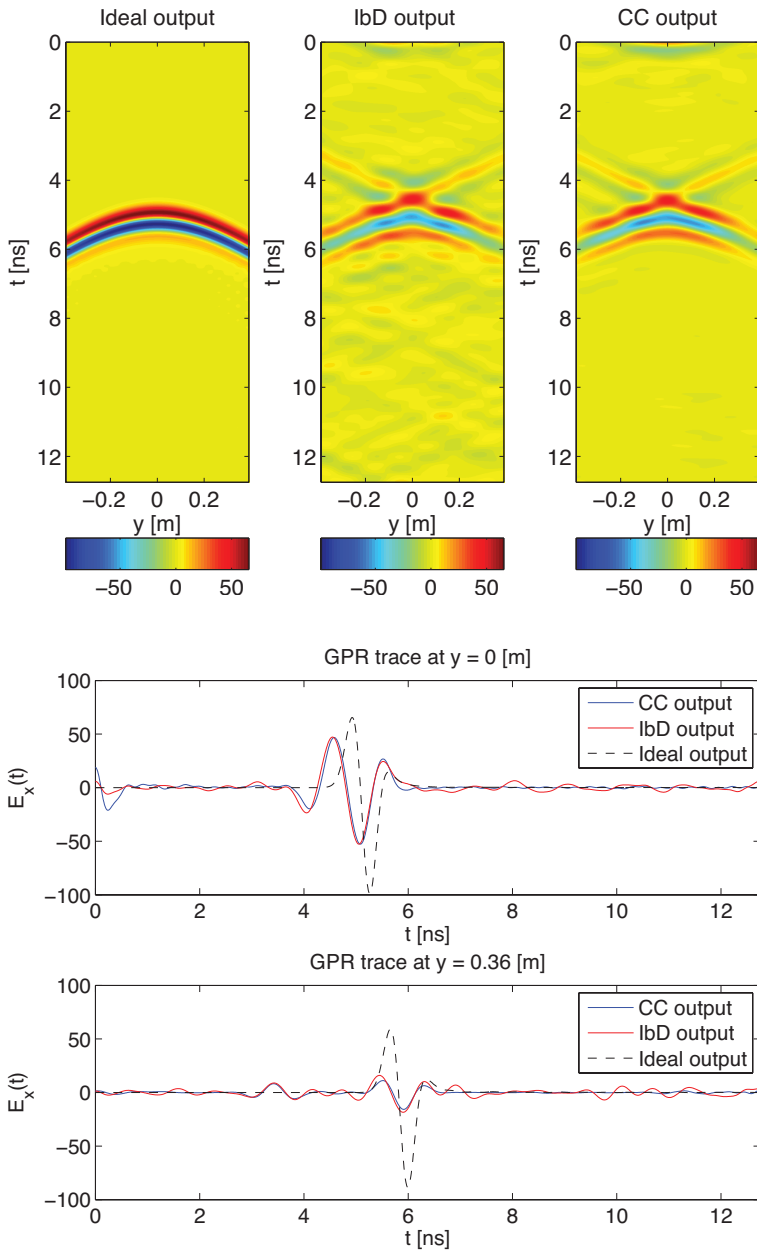 Ideal output IbD output CC output
0 0 0
2 2 2
4 4 4
6 6 6
8 8 8
10 10 10
12 12 12
t [ns] t [ns] t [ns]
−0.2 0 0.2 −0.2 0 0.2 −0.2 0 0.2
y [m] y [m] y [m]
−50 0 50 −50 0 50 −50 0 50
GPR trace at y = 0 [m]
100
50
0
−50
−100
E_x(t)
CC output
IbD output
Ideal output
0 2 4 6 8 10 12
t [ns]
GPR trace at y = 0.36 [m]
100
50
0
−50
−100
E_x(t)
CC output
IbD output
Ideal output
0 2 4 6 8 10 12
t [ns]